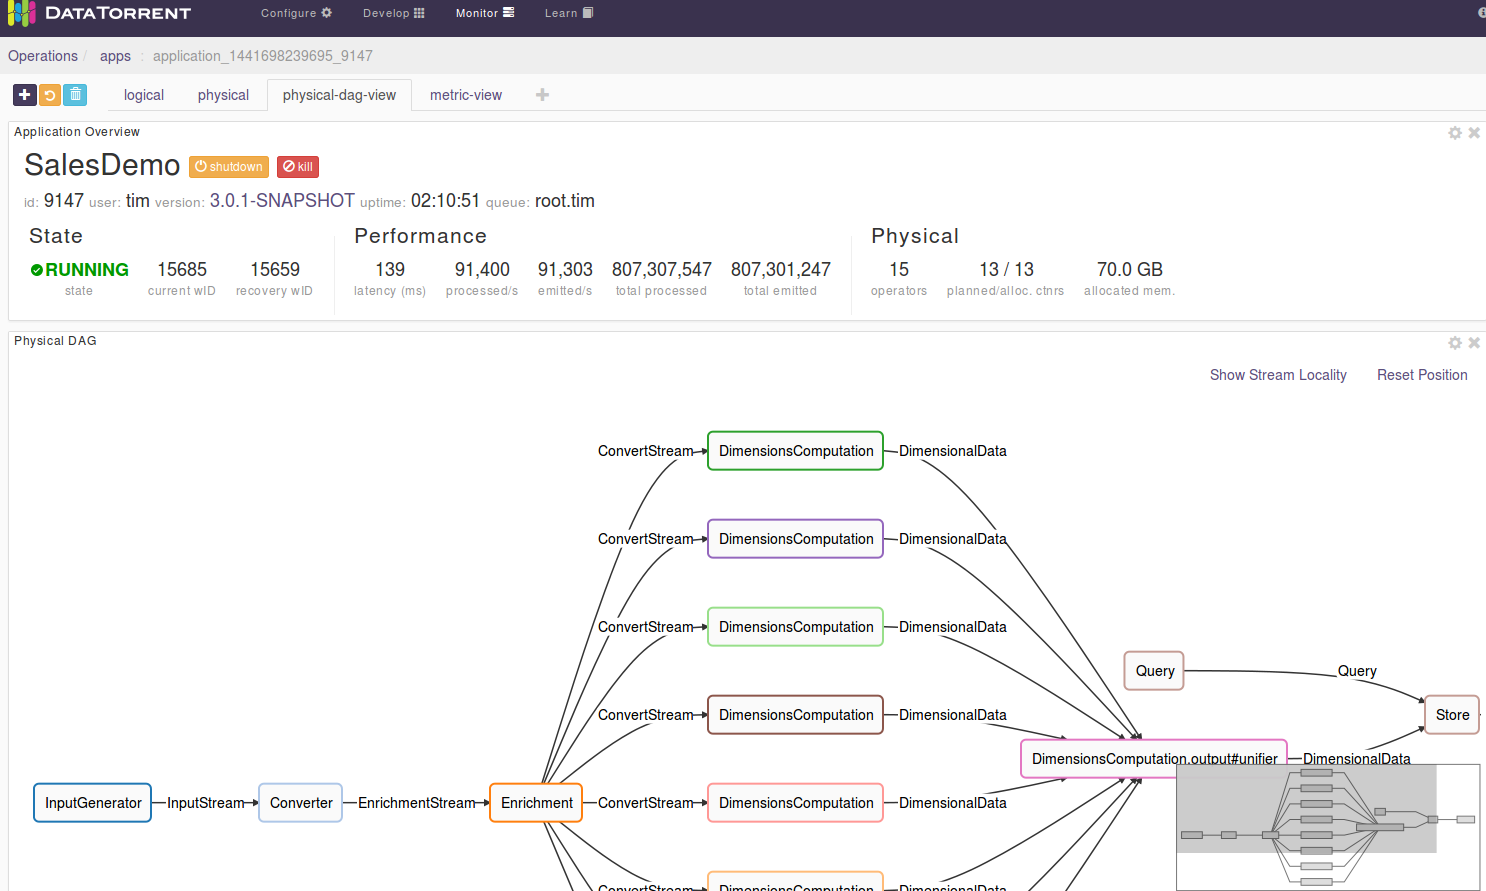 DATATORRENT Configure Develop Monitor Learn
Operations / apps : application_1441698239695_9147
logical physical physical-dag-view metric-view
Application Overview
SalesDemo shutdown kill
id: 9147 user: tim version: 3.0.1-SNAPSHOT uptime: 02:10:51 queue: root.tim
State Performance Physical
RUNNING 15685 15659 139 91,400 91,303 807,307,547 807,301,247 15 13 / 13 70.0 GB
state current wID recovery wID latency (ms) processed/s emitted/s total processed total emitted operators planned/alloc. ctnrs allocated mem.
Physical DAG
Show Stream Locality Reset Position
ConvertStream DimensionsComputation DimensionalData
ConvertStream DimensionsComputation DimensionalData
ConvertStream DimensionsComputation DimensionalData
Query Query
ConvertStream DimensionsComputation DimensionalData Store
DimensionsComputation.output#unifier DimensionalData
InputGenerator InputStream Converter EnrichmentStream Enrichment ConvertStream DimensionsComputation DimensionalData
ConvertStream DimensionsComputation DimensionalData